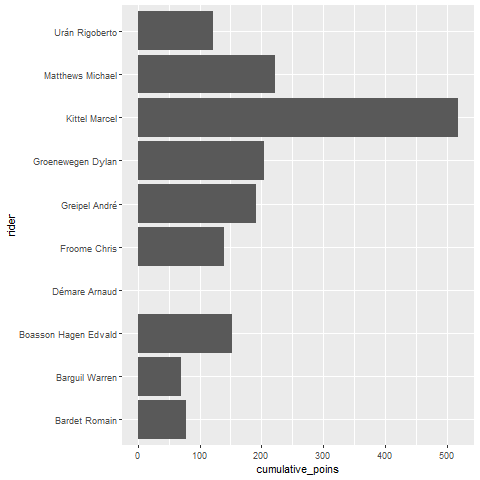 Urán Rigoberto
Matthews Michael
Kittel Marcel
Groenewegen Dylan
Greipel André
Froome Chris
Démare Arnaud
Boasson Hagen Edvald
Barguil Warren
Bardet Romain
rider
0 100 200 300 400 500
cumulative_poins